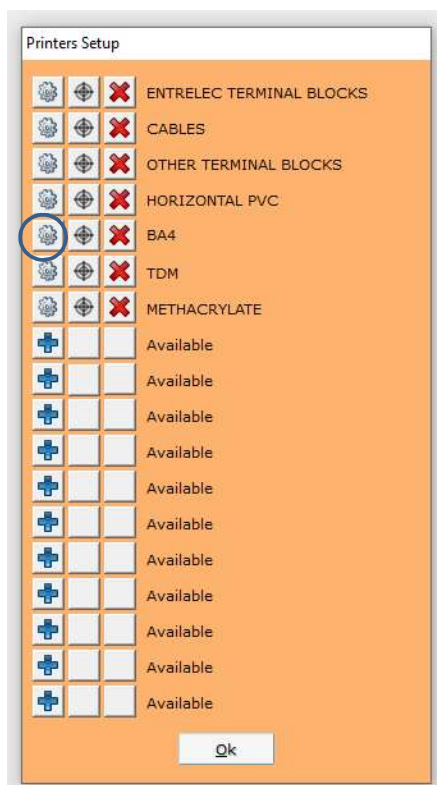 Printers Setup
ENTRELEC TERMINAL BLOCKS
CABLES
OTHER TERMINAL BLOCKS
HORIZONTAL PVC
BA4
TDM
METHACRYLATE
Available
Available
Available
Available
Available
Available
Available
Available
Available
Available
Available
Ok